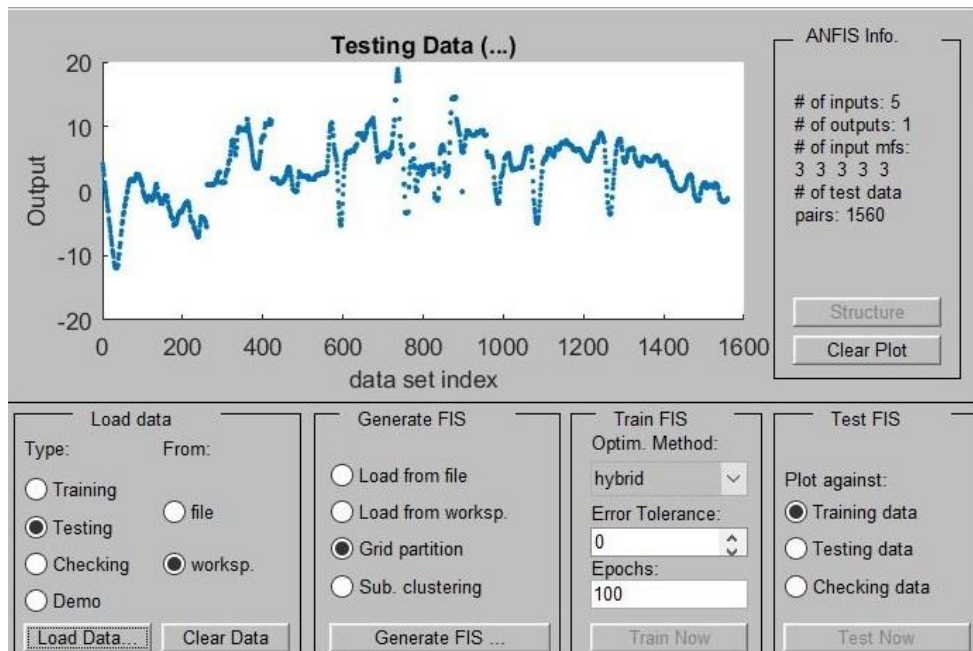 Testing Data (...)
20
10
0
-10
-20
Output
0 200 400 600 800 1000 1200 1400 1600
data set index
ANFIS Info.
# of inputs: 5
# of outputs: 1
# of input mfs:
3 3 3 3 3
# of test data
pairs: 1560
Structure
Clear Plot
Load data
Type:
From:
Training
Testing
Checking
Demo
file
worksp.
Load Data...
Clear Data
Generate FIS
Load from file
Load from worksp.
Grid partition
Sub. clustering
Generate FIS ...
Train FIS
Optim. Method:
hybrid
Error Tolerance:
0
Epochs:
100
Train Now
Test FIS
Plot against:
Training data
Testing data
Checking data
Test Now